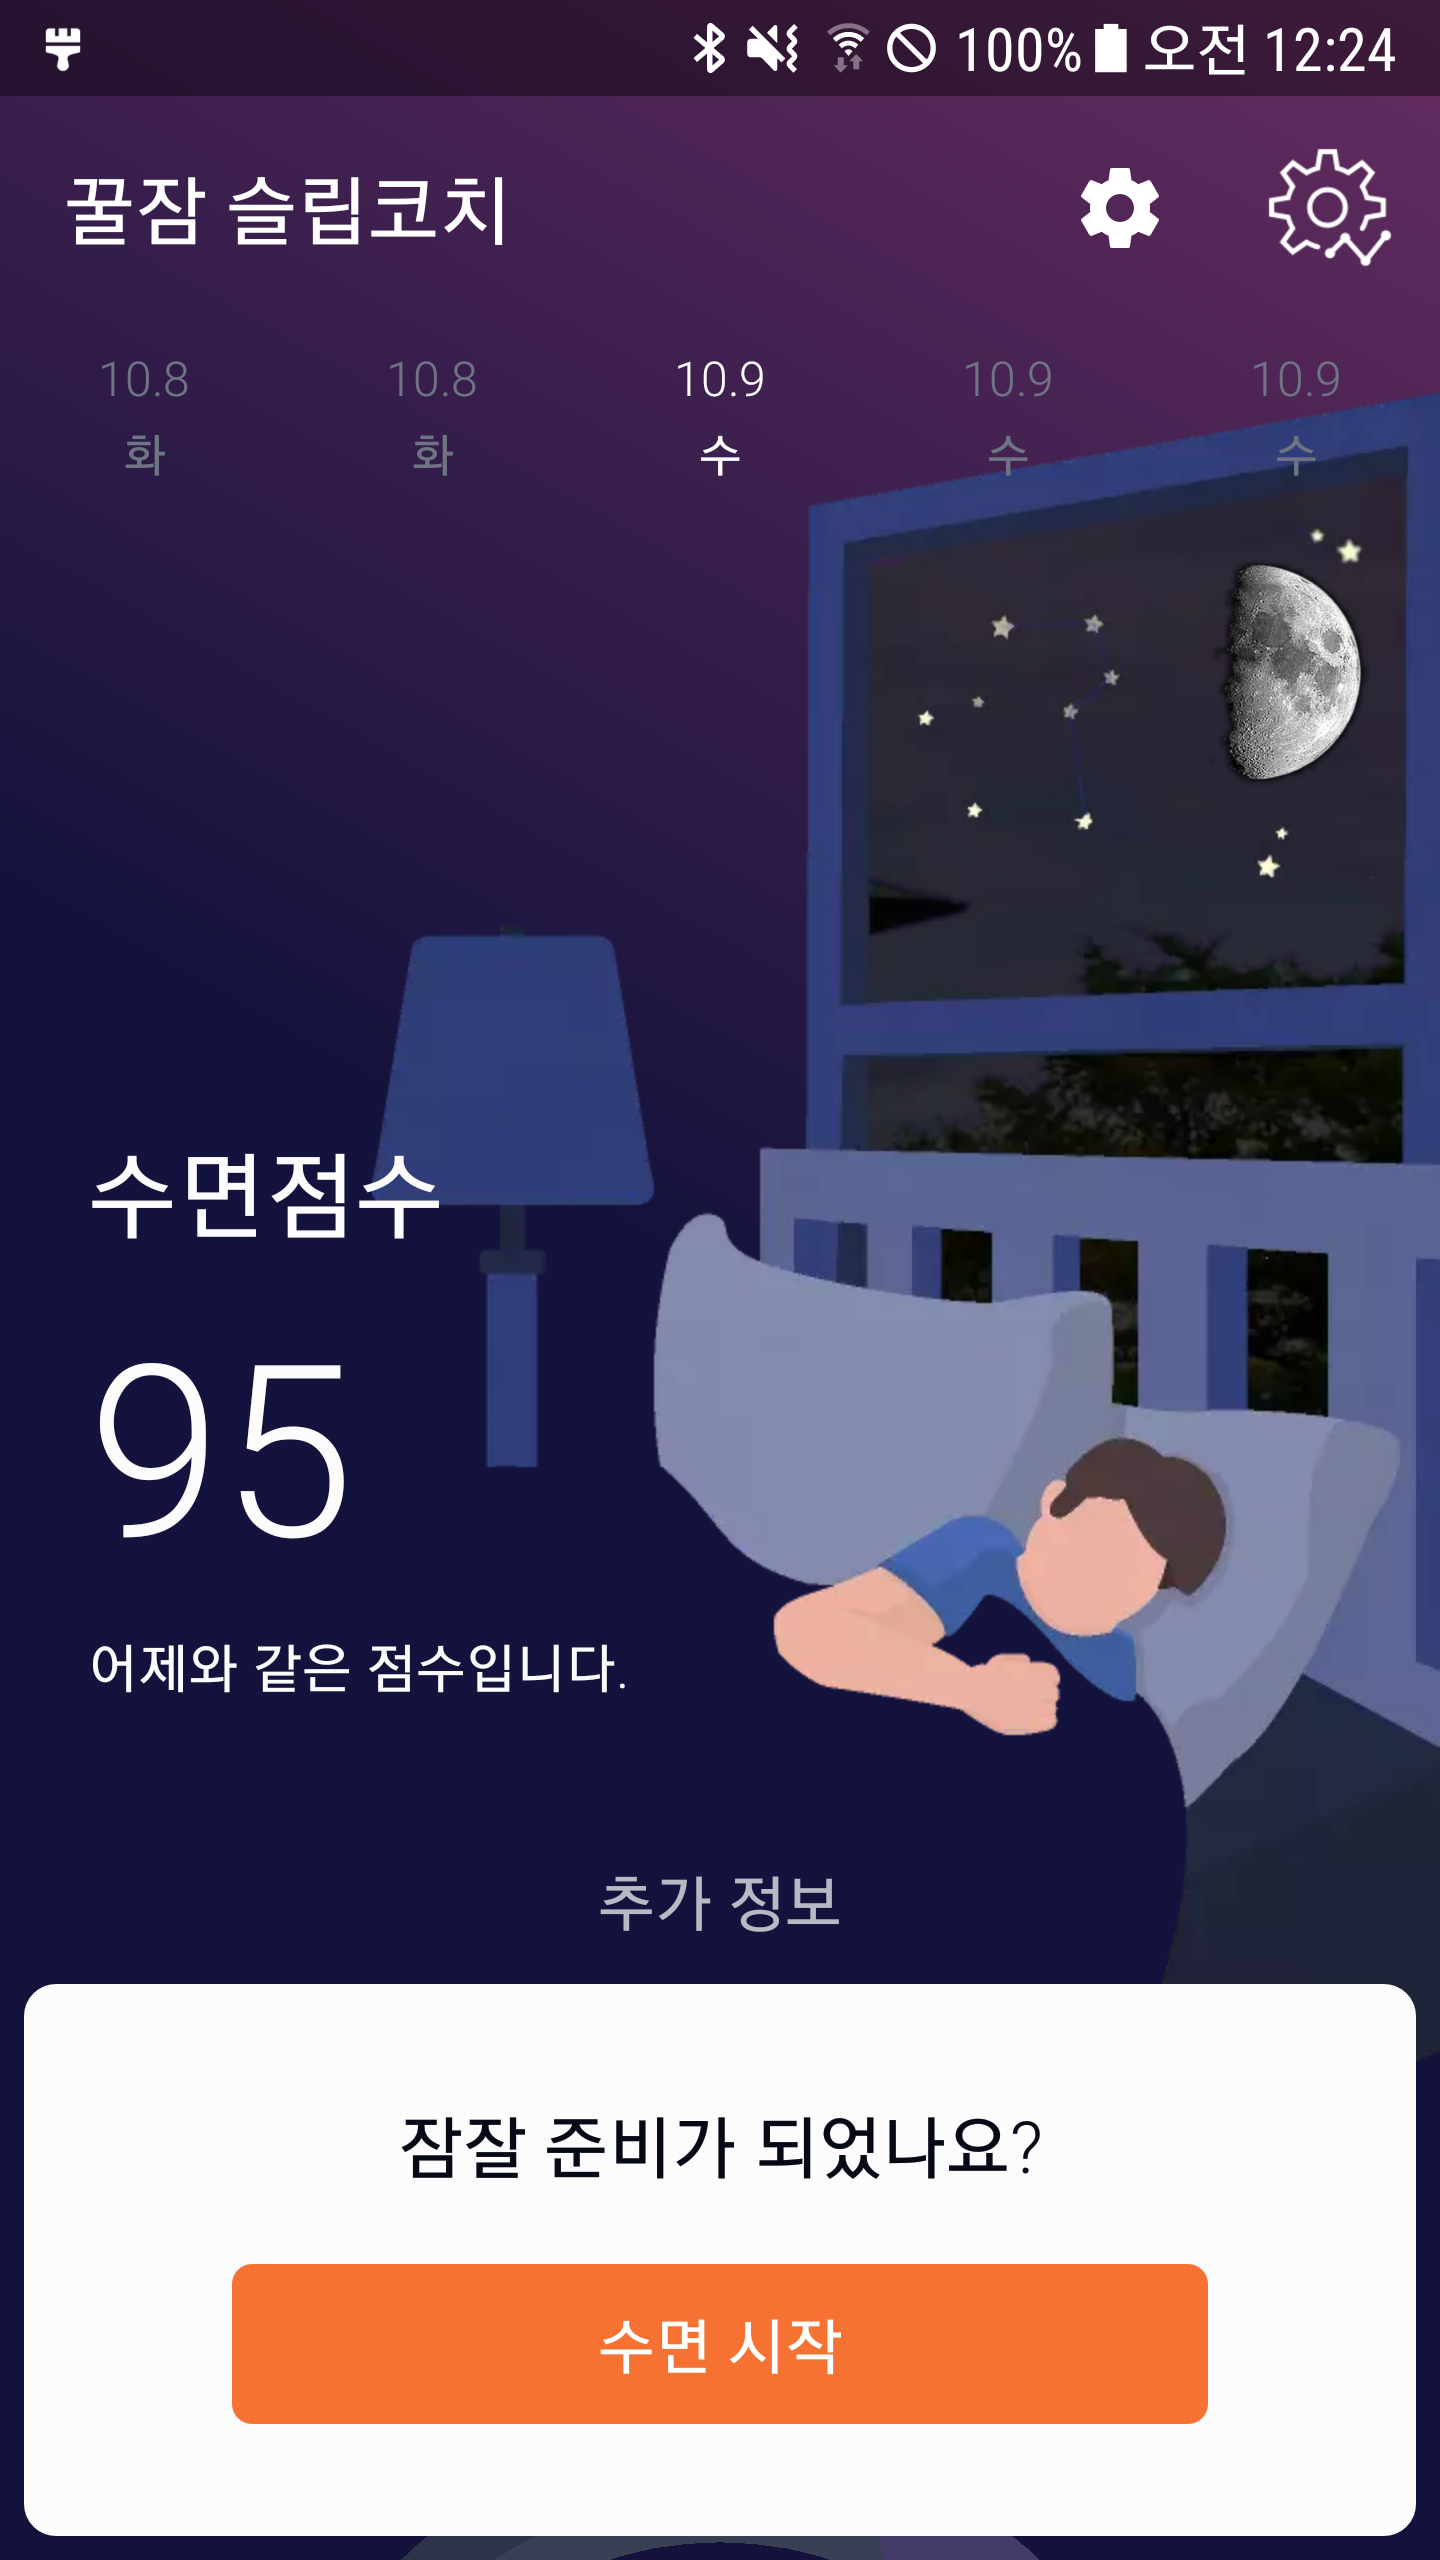 100% 오전 12:24
꿀잠 슬립코치
10.8 10.8 10.9 10.9 10.9
화 화 수 수 수
수면점수
95
어제와 같은 점수입니다.
추가 정보
잠잘 준비가 되었나요?
수면 시작